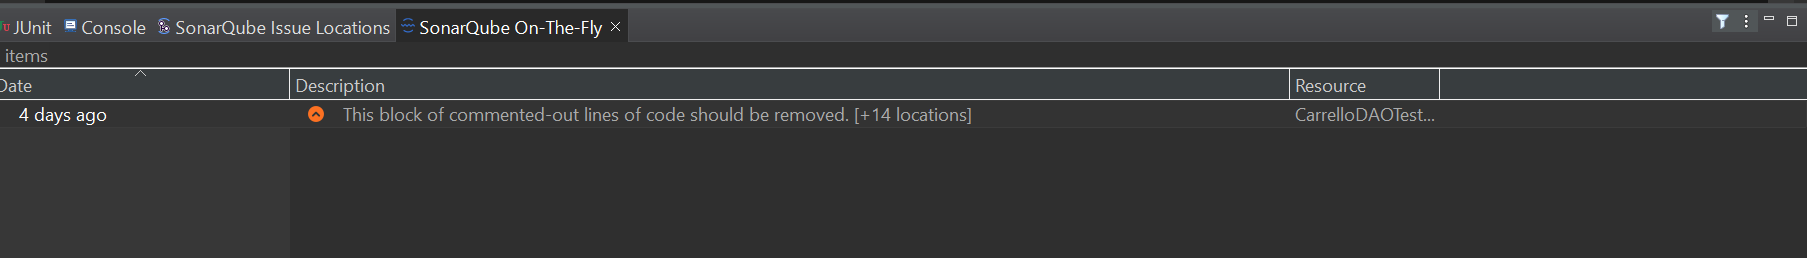 JUnit Console SonarQube Issue Locations SonarQube On-The-Fly
items
Date Description Resource
4 days ago This block of commented-out lines of code should be removed. [+14 locations] CarrelloDAOTest...